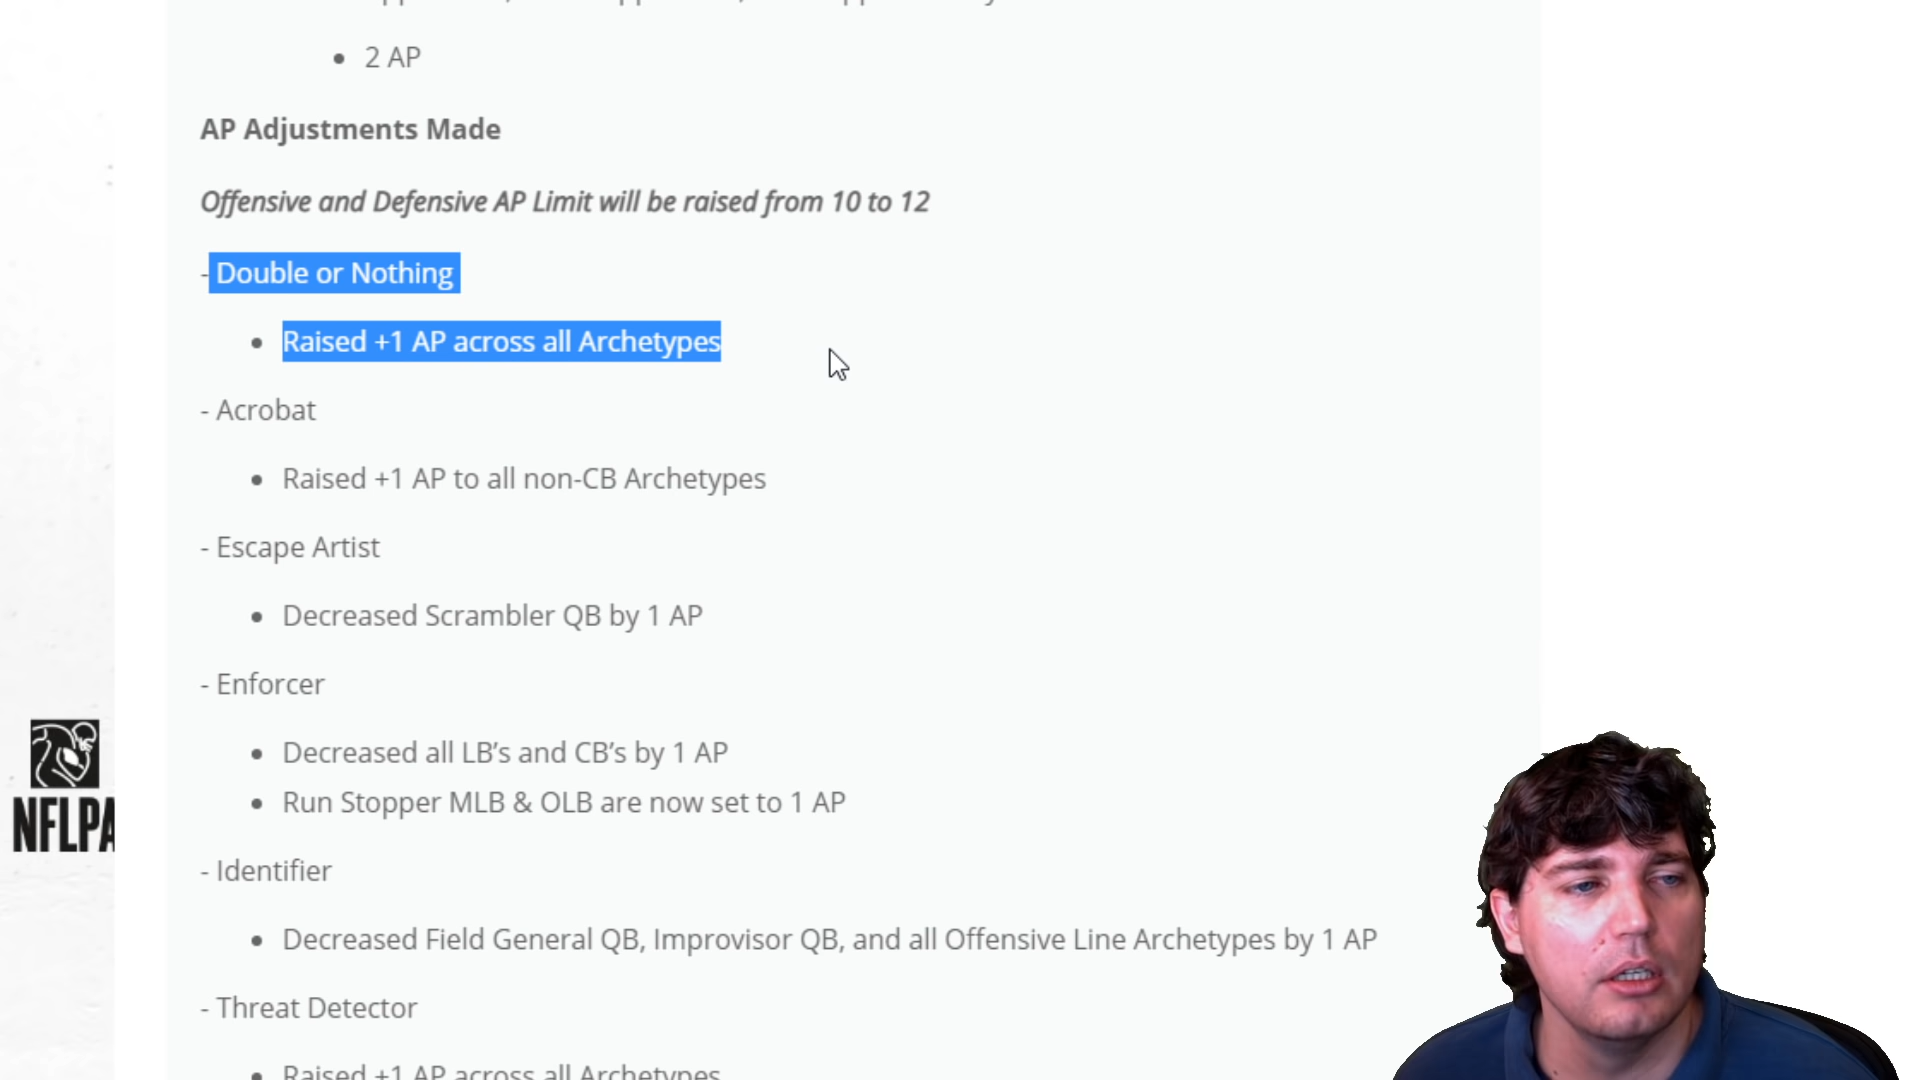 • 2 AP
AP Adjustments Made
Offensive and Defensive AP Limit will be raised from 10 to 12
- Double or Nothing
• Raised +1 AP across all Archetypes
- Acrobat
• Raised +1 AP to all non-CB Archetypes
- Escape Artist
• Decreased Scrambler QB by 1 AP
- Enforcer
• Decreased all LB’s and CB’s by 1 AP
• Run Stopper MLB & OLB are now set to 1 AP
NFLPA
- Identifier
• Decreased Field General QB, Improvisor QB, and all Offensive Line Archetypes by 1 AP
- Threat Detector
• Raised +1 AP across all Archetypes